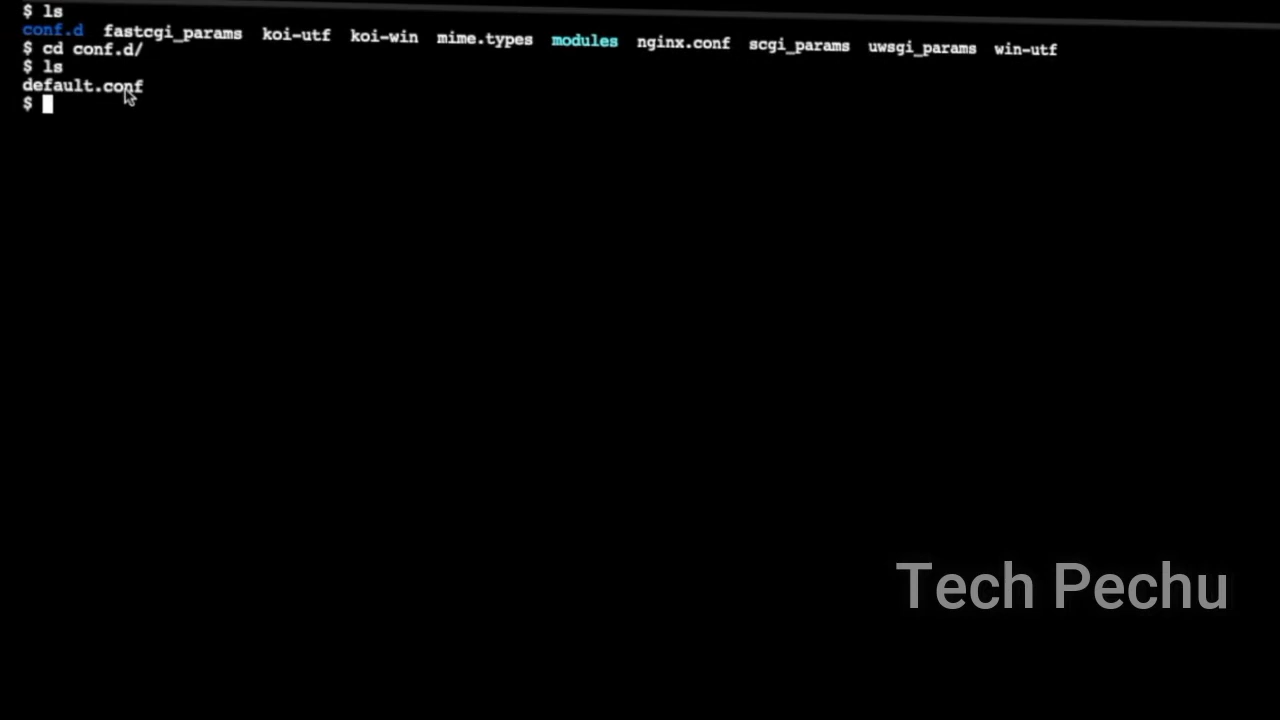 $ ls
conf.d fastcgi_params koi-utf koi-win mime.types modules nginx.conf scgi_params uwsgi_params win-utf
$ cd conf.d/
$ ls
default.conf
$
Tech Pechu